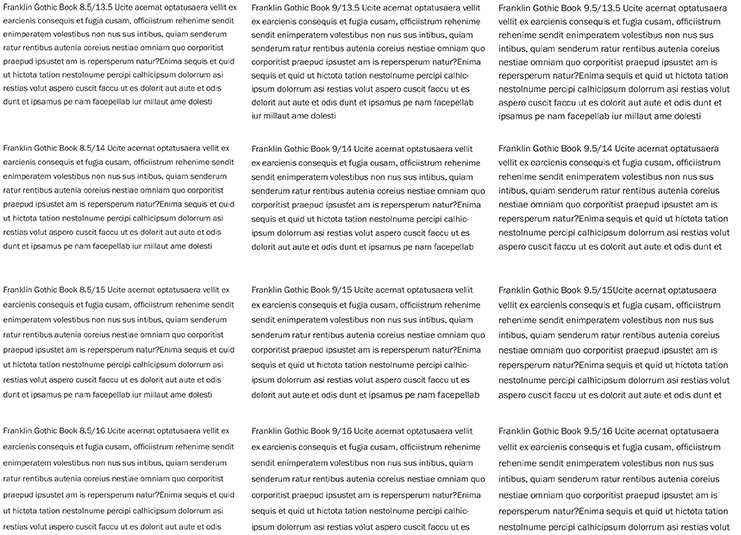 Franklin Gothic Book 8.5/13.5 Ucite acernat optatusaera vellit ex
earcienis consequis et fugia cusam, officiistrum rehenime sendit
enimperatem volestibus non nus sus intibus, quiam senderum
ratur rentibus autenia coreius nestiae omniam quo corporitist
praepud ipsustet am is repersperum natur?Enima sequis et quid
ut hictota tation nestolnume percipi calhicipsum dolorrum asi
restias volut aspero cuscit faccu ut es dolorit aut aute et odis
dunt et ipsamus pe nam facepellab iur millaut ame dolesti
Franklin Gothic Book 9/13.5 Ucite acernat optatusaera vellit
ex earcienis consequis et fugia cusam, officiistrum rehenime
sendit enimperatem volestibus non nus sus intibus, quiam
senderum ratur rentibus autenia coreius nestiae omniam quo
corporitist praepud ipsustet am is repersperum natur?Enima
sequis et quid ut hictota tation nestolnume percipi calhic-
ipsum dolorrum asi restias volut aspero cuscit faccu ut es
dolorit aut aute et odis dunt et ipsamus pe nam facepellab
iur millaut ame dolesti
Franklin Gothic Book 9.5/13.5 Ucite acernat optatusaera
vellit ex earcienis consequis et fugia cusam, officiistrum
rehenime sendit enimperatem volestibus non nus sus
intibus, quiam senderum ratur rentibus autenia coreius
nestiae omniam quo corporitist praepud ipsustet am is
repersperum natur?Enima sequis et quid ut hictota tation
nestolnume percipi calhicipsum dolorrum asi restias volut
aspero cuscit faccu ut es dolorit aut aute et odis dunt et
ipsamus pe nam facepellab iur millaut ame dolesti
Franklin Gothic Book 8.5/14 Ucite acernat optatusaera vellit ex
earcienis consequis et fugia cusam, officiistrum rehenime sendit
enimperatem volestibus non nus sus intibus, quiam senderum
ratur rentibus autenia coreius nestiae omniam quo corporitist
praepud ipsustet am is repersperum natur?Enima sequis et quid
ut hictota tation nestolnume percipi calhicipsum dolorrum asi
restias volut aspero cuscit faccu ut es dolorit aut aute et odis
dunt et ipsamus pe nam facepellab iur millaut ame dolesti
Franklin Gothic Book 9/14 Ucite acernat optatusaera vellit
ex earcienis consequis et fugia cusam, officiistrum rehenime
sendit enimperatem volestibus non nus sus intibus, quiam
senderum ratur rentibus autenia coreius nestiae omniam quo
corporitist praepud ipsustet am is repersperum natur?Enima
sequis et quid ut hictota tation nestolnume percipi calhic-
ipsum dolorrum asi restias volut aspero cuscit faccu ut es
dolorit aut aute et odis dunt et ipsamus pe nam facepellab
Franklin Gothic Book 9.5/14 Ucite acernat optatusaera
vellit ex earcienis consequis et fugia cusam, officiistrum
rehenime sendit enimperatem volestibus non nus sus
intibus, quiam senderum ratur rentibus autenia coreius
nestiae omniam quo corporitist praepud ipsustet am is
repersperum natur?Enima sequis et quid ut hictota tation
nestolnume percipi calhicipsum dolorrum asi restias volut
aspero cuscit faccu ut es dolorit aut aute et odis dunt et
Franklin Gothic Book 8.5/15 Ucite acernat optatusaera vellit ex
earcienis consequis et fugia cusam, officiistrum rehenime sendit
enimperatem volestibus non nus sus intibus, quiam senderum
ratur rentibus autenia coreius nestiae omniam quo corporitist
praepud ipsustet am is repersperum natur?Enima sequis et quid
ut hictota tation nestolnume percipi calhicipsum dolorrum asi
restias volut aspero cuscit faccu ut es dolorit aut aute et odis
dunt et ipsamus pe nam facepellab iur millaut ame dolesti
Franklin Gothic Book 9/15 Ucite acernat optatusaera vellit
ex earcienis consequis et fugia cusam, officiistrum rehenime
sendit enimperatem volestibus non nus sus intibus, quiam
senderum ratur rentibus autenia coreius nestiae omniam quo
corporitist praepud ipsustet am is repersperum natur?Enima
sequis et quid ut hictota tation nestolnume percipi calhic-
ipsum dolorrum asi restias volut aspero cuscit faccu ut es
dolorit aut aute et odis dunt et ipsamus pe nam facepellab
Franklin Gothic Book 9.5/15Ucite acernat optatusaera
vellit ex earcienis consequis et fugia cusam, officiistrum
rehenime sendit enimperatem volestibus non nus sus
intibus, quiam senderum ratur rentibus autenia coreius
nestiae omniam quo corporitist praepud ipsustet am is
repersperum natur?Enima sequis et quid ut hictota tation
nestolnume percipi calhicipsum dolorrum asi restias volut
aspero cuscit faccu ut es dolorit aut aute et odis dunt et
Franklin Gothic Book 8.5/16 Ucite acernat optatusaera vellit ex
earcienis consequis et fugia cusam, officiistrum rehenime sendit
enimperatem volestibus non nus sus intibus, quiam senderum
ratur rentibus autenia coreius nestiae omniam quo corporitist
praepud ipsustet am is repersperum natur?Enima sequis et quid
ut hictota tation nestolnume percipi calhicipsum dolorrum asi
restias volut aspero cuscit faccu ut es dolorit aut aute et odis
Franklin Gothic Book 9/16 Ucite acernat optatusaera vellit
ex earcienis consequis et fugia cusam, officiistrum rehenime
sendit enimperatem volestibus non nus sus intibus, quiam
senderum ratur rentibus autenia coreius nestiae omniam quo
corporitist praepud ipsustet am is repersperum natur?Enima
sequis et quid ut hictota tation nestolnume percipi calhic-
ipsum dolorrum asi restias volut aspero cuscit faccu ut es
Franklin Gothic Book 9.5/16 Ucite acernat optatusaera
vellit ex earcienis consequis et fugia cusam, officiistrum
rehenime sendit enimperatem volestibus non nus sus
intibus, quiam senderum ratur rentibus autenia coreius
nestiae omniam quo corporitist praepud ipsustet am is
repersperum natur?Enima sequis et quid ut hictota tation
nestolnume percipi calhicipsum dolorrum asi restias volut